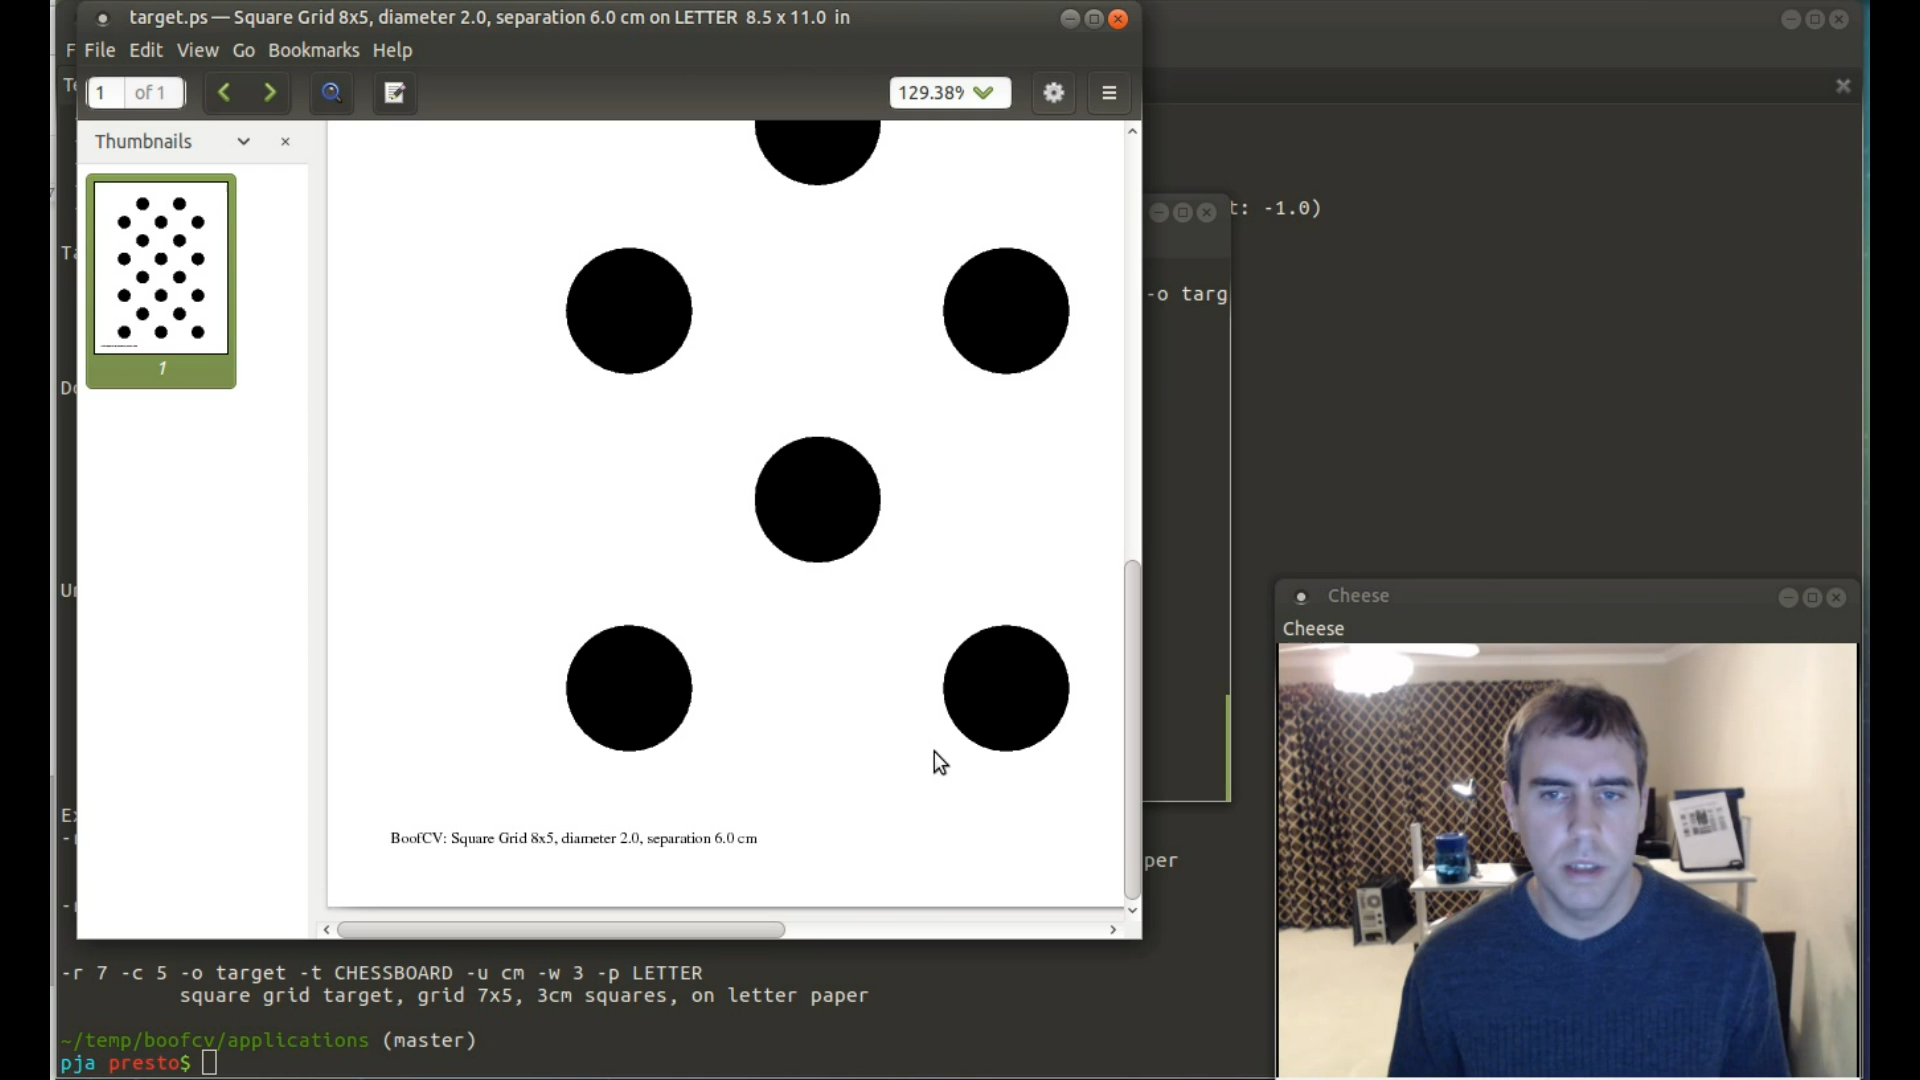 target.ps — Square Grid 8x5, diameter 2.0, separation 6.0 cm on LETTER 8.5 x 11.0 in
File Edit View Go Bookmarks Help
1 of 1
129.38%
Thumbnails
1
t: -1.0)
-o targ
BoofCV: Square Grid 8x5, diameter 2.0, separation 6.0 cm
per
Cheese
Cheese
-r 7 -c 5 -o target -t CHESSBOARD -u cm -w 3 -p LETTER
square grid target, grid 7x5, 3cm squares, on letter paper
~/temp/boofcv/applications (master)
pja presto$